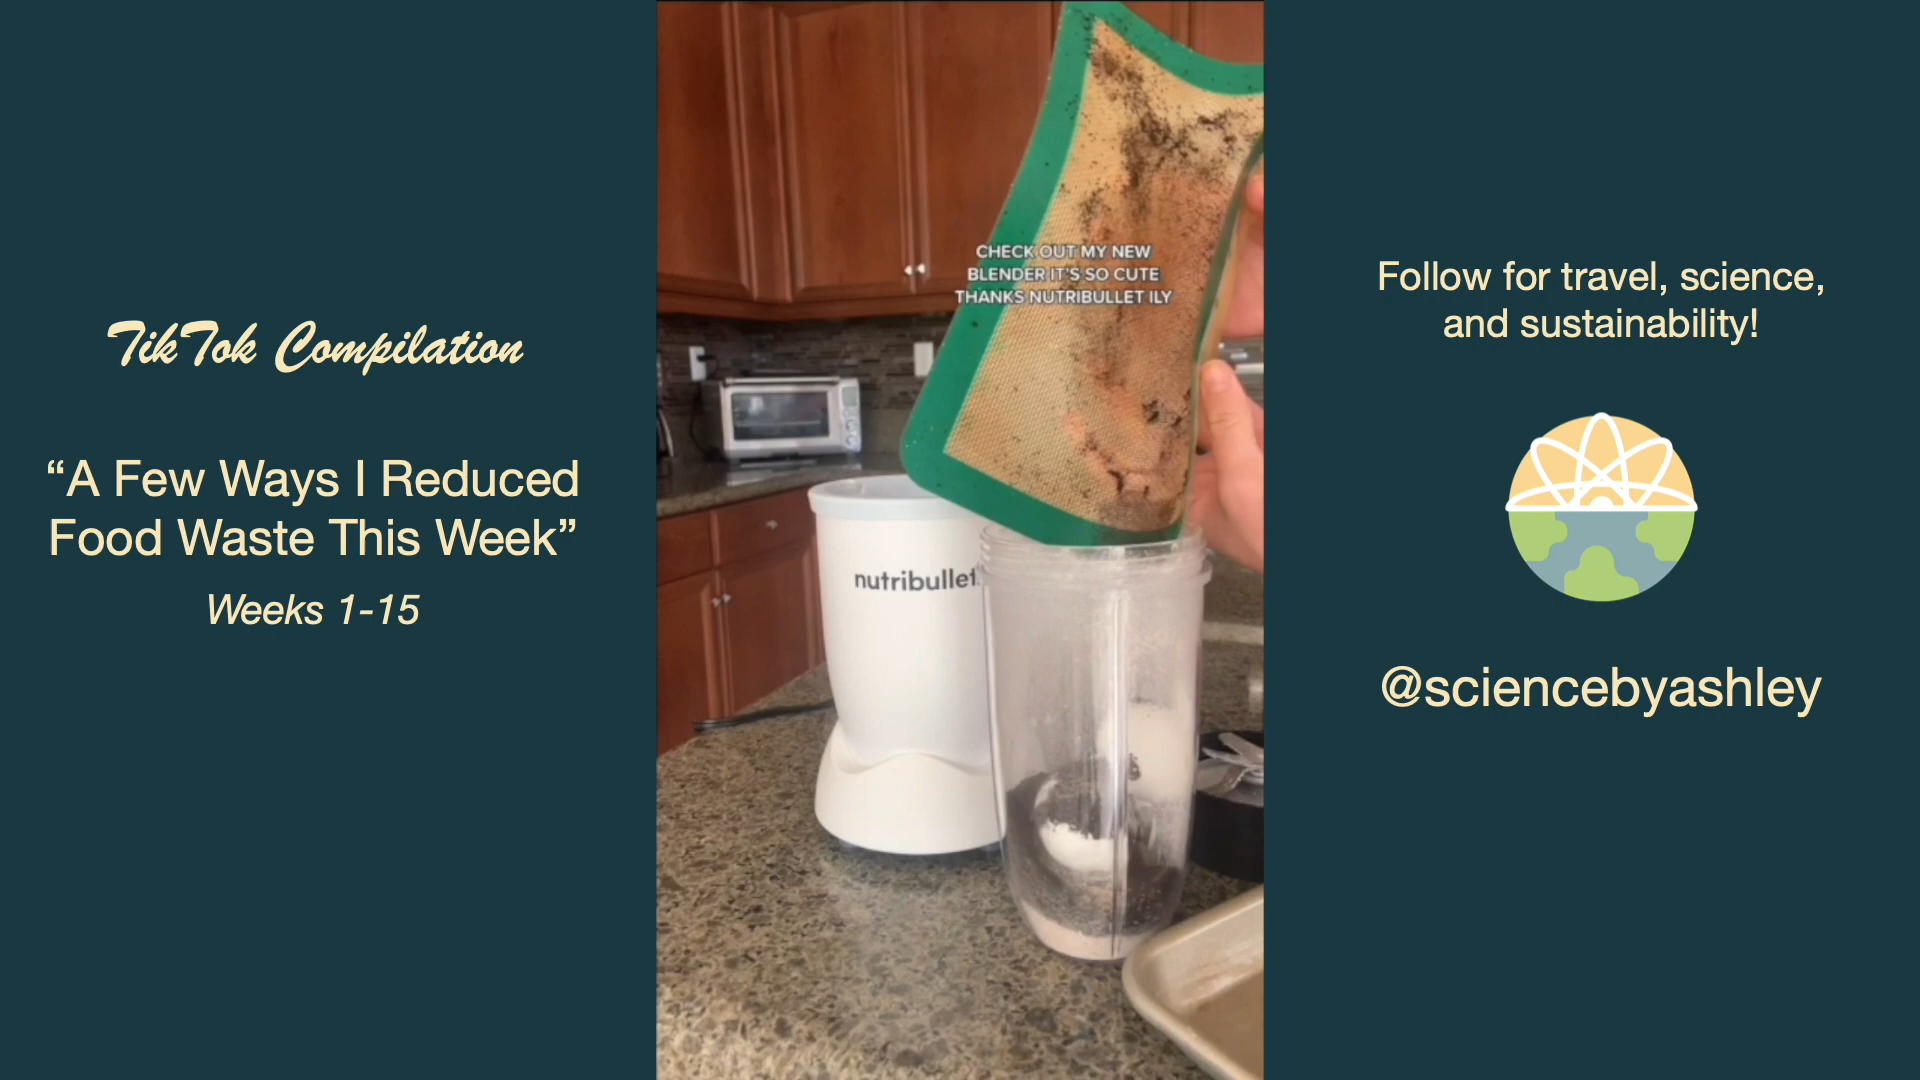 TikTok Compilation
“A Few Ways I Reduced
Food Waste This Week”
Weeks 1-15
CHECK OUT MY NEW
BLENDER IT'S SO CUTE
THANKS NUTRIBULLET ILY
nutribullet.
Follow for travel, science,
and sustainability!
@sciencebyashley